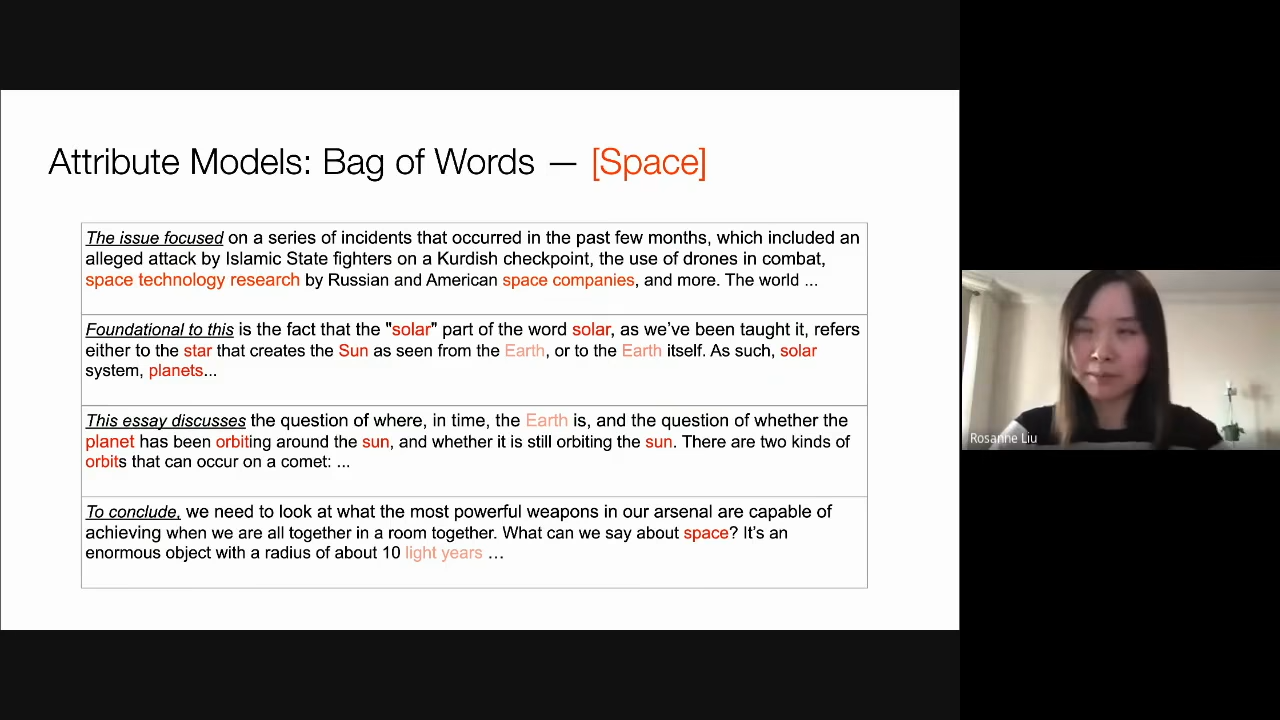 Attribute Models: Bag of Words — [Space]
The issue focused on a series of incidents that occurred in the past few months, which included an
alleged attack by Islamic State fighters on a Kurdish checkpoint, the use of drones in combat,
space technology research by Russian and American space companies, and more. The world ...
Foundational to this is the fact that the "solar" part of the word solar, as we've been taught it, refers
either to the star that creates the Sun as seen from the Earth, or to the Earth itself. As such, solar
system, planets...
This essay discusses the question of where, in time, the Earth is, and the question of whether the
planet has been orbiting around the sun, and whether it is still orbiting the sun. There are two kinds of
orbits that can occur on a comet: ...
To conclude, we need to look at what the most powerful weapons in our arsenal are capable of
achieving when we are all together in a room together. What can we say about space? It's an
enormous object with a radius of about 10 light years ...
Rosanne Liu